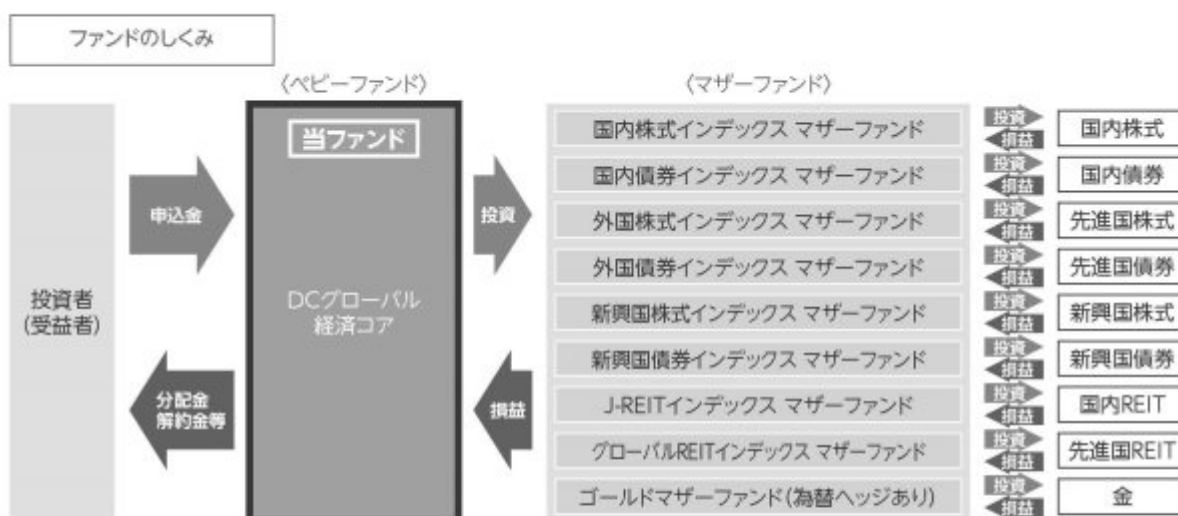 ファンドのしくみ
〈ベビーファンド〉
〈マザーファンド〉
投資者
(受益者)
申込金
分配金
解約金等
当ファンド
DCグローバル
経済コア
投資
損益
国内株式インデックス マザーファンド
投資
損益
国内株式
国内債券インデックス マザーファンド
投資
損益
国内債券
外国株式インデックス マザーファンド
投資
損益
先進国株式
外国債券インデックス マザーファンド
投資
損益
先進国債券
新興国株式インデックス マザーファンド
投資
損益
新興国株式
新興国債券インデックス マザーファンド
投資
損益
新興国債券
J-REITインデックス マザーファンド
投資
損益
国内REIT
グローバルREITインデックス マザーファンド
投資
損益
先進国REIT
ゴールドマザーファンド(為替ヘッジあり)
投資
損益
金